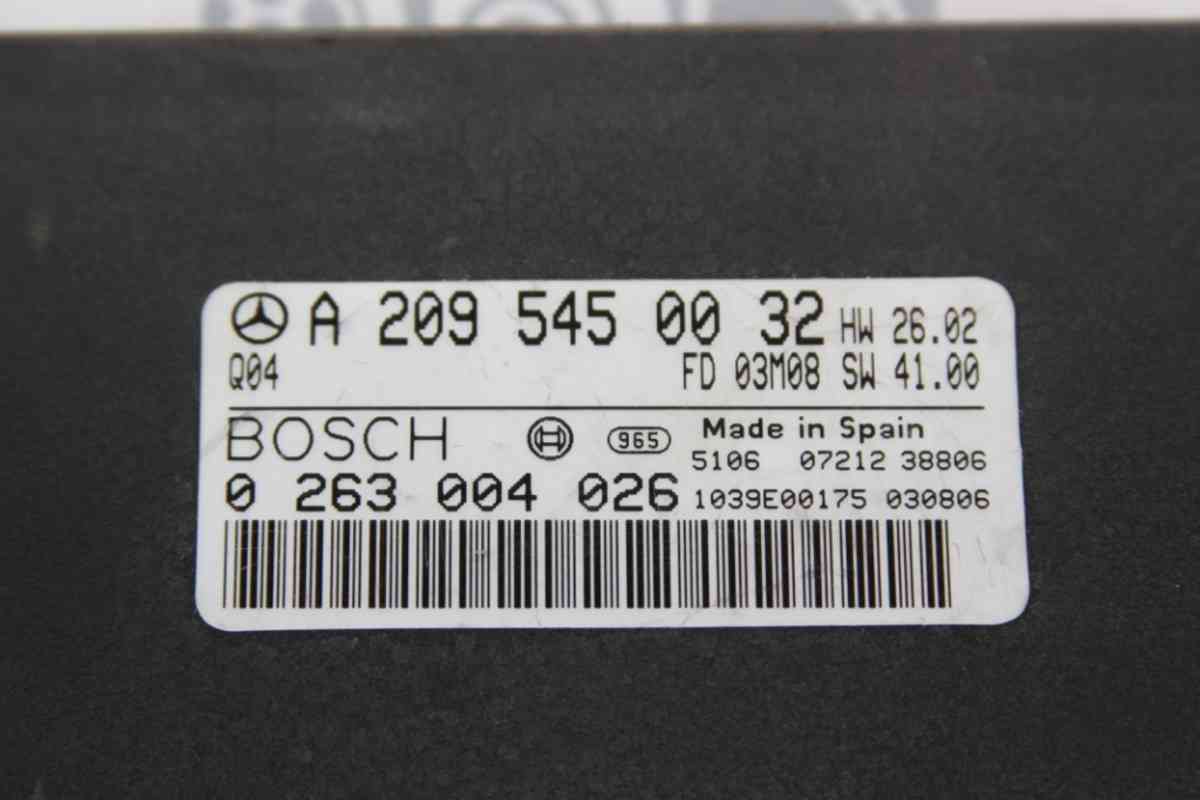 A 209 545 00 32 HW 26.02
Q04 FD 03M08 SW 41.00
BOSCH 965 Made in Spain
5106 07212 38806
0 263 004 026 1039E00175 030806